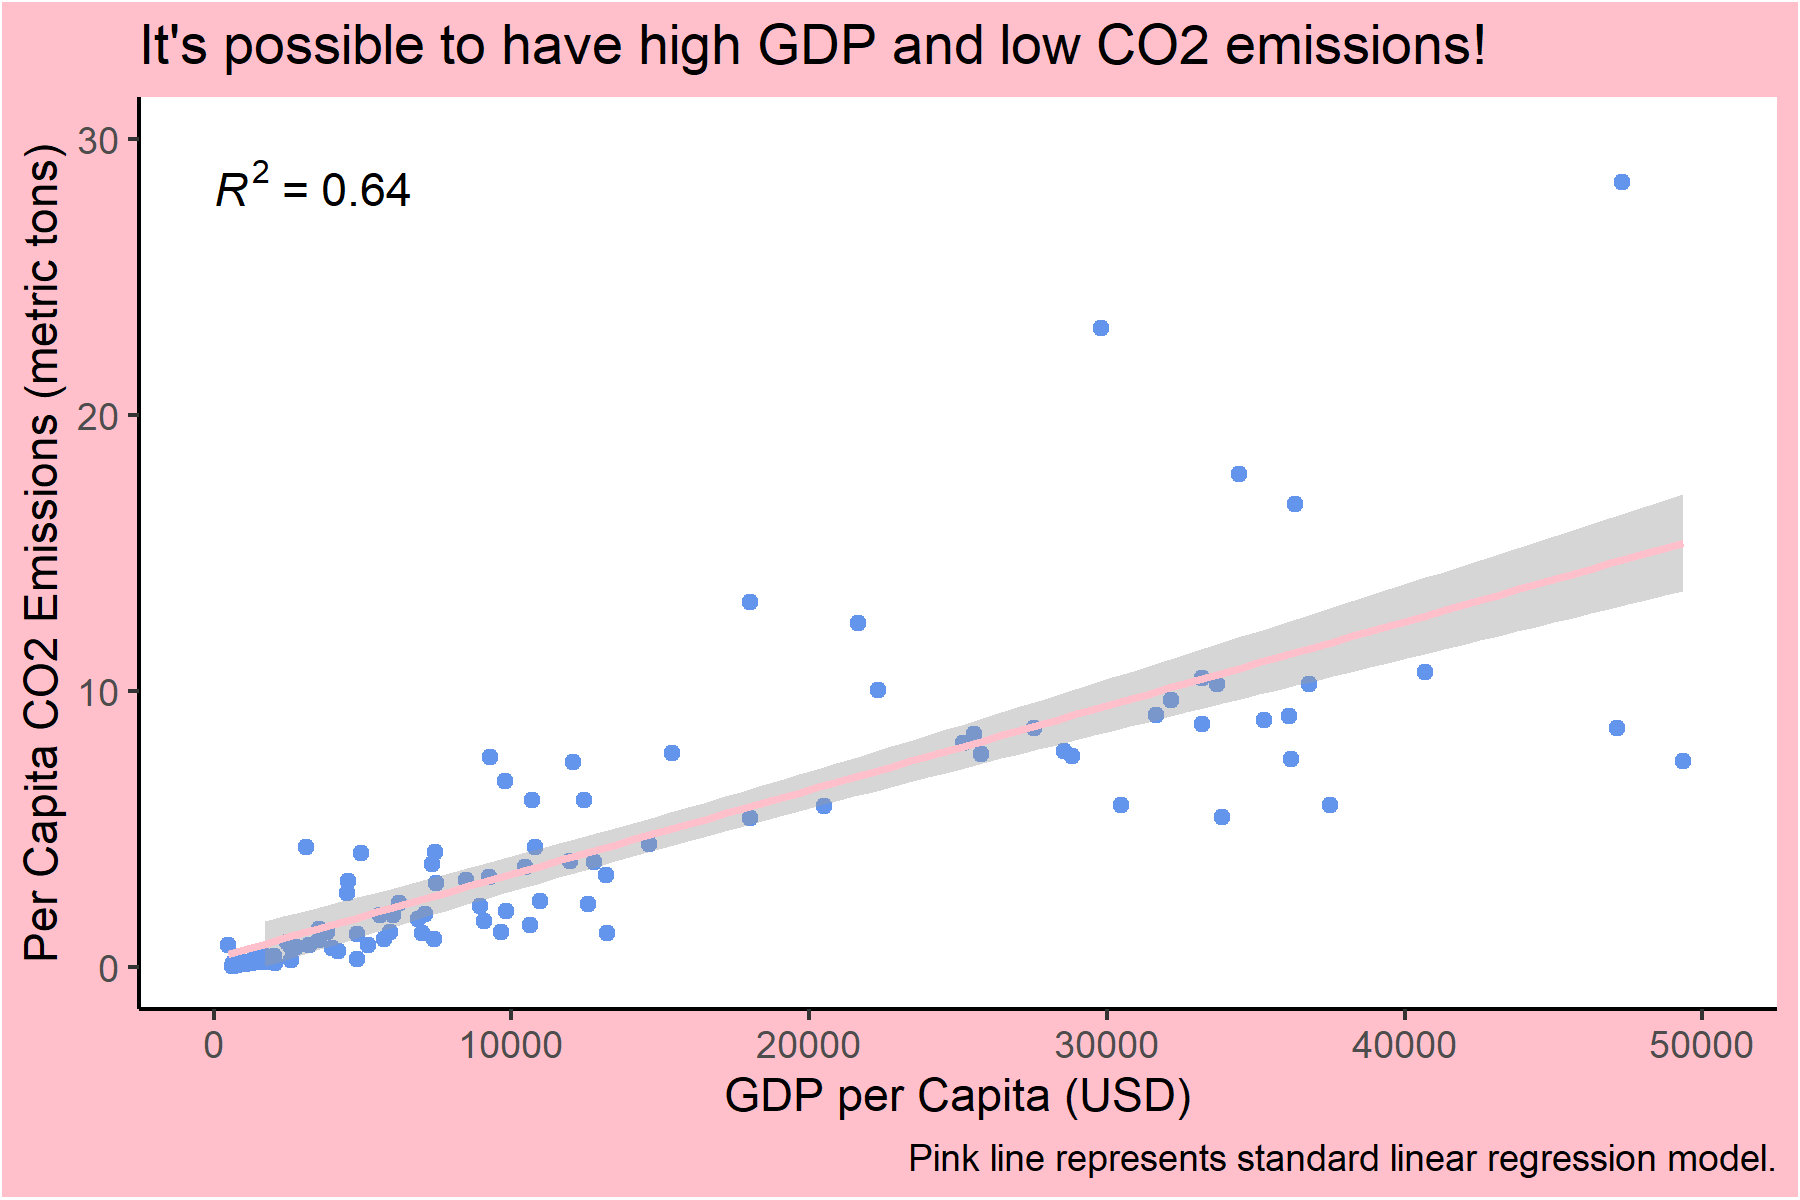 It's possible to have high GDP and low CO2 emissions!
R² = 0.64
Per Capita CO2 Emissions (metric tons)
30
20
10
0
0 10000 20000 30000 40000 50000
GDP per Capita (USD)
Pink line represents standard linear regression model.